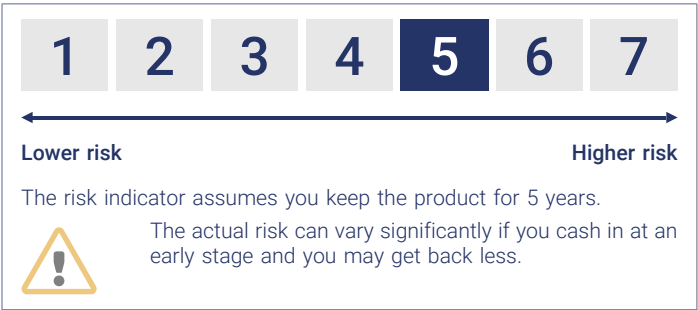 1 2 3 4 5 6 7
Lower risk Higher risk
The risk indicator assumes you keep the product for 5 years.
The actual risk can vary significantly if you cash in at an
early stage and you may get back less.